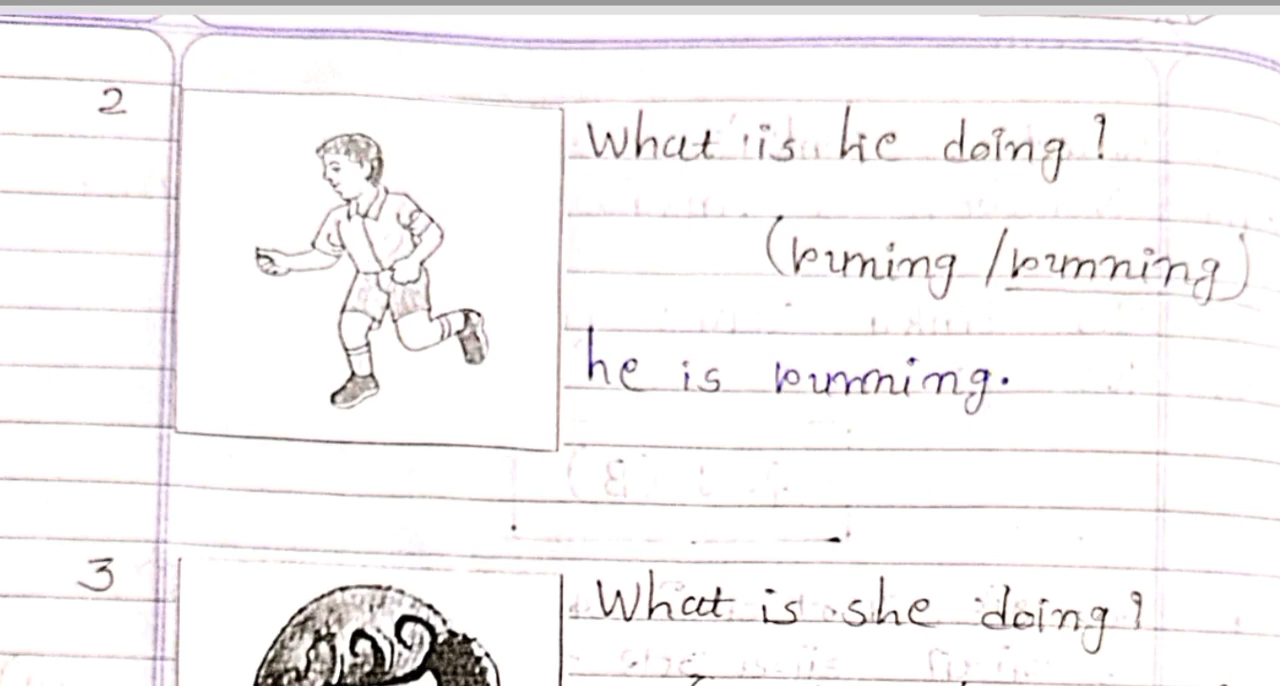 2
What is he doing?
(runing / running)
he is running.
3
What is she doing?